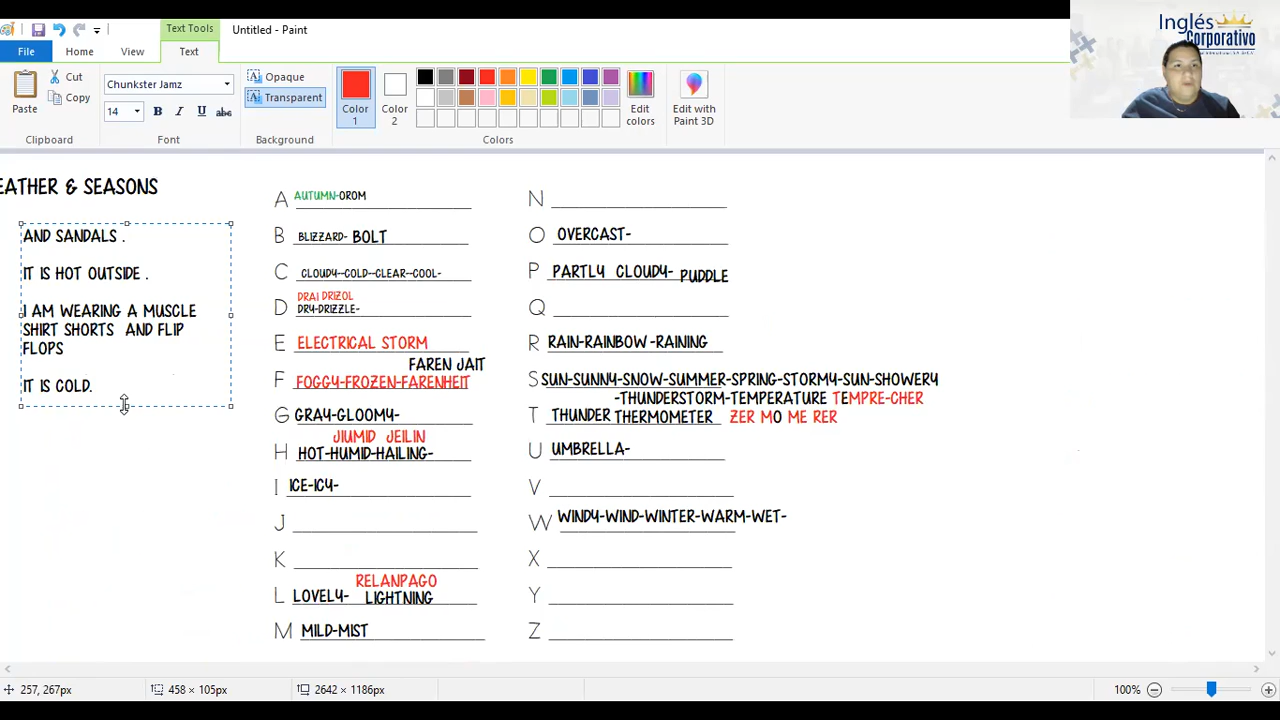 Text Tools
Untitled - Paint
File
Home
View
Text
Paste
Cut
Copy
Clipboard
Chunkster Jamz
14
B I U abc
Font
Opaque
Transparent
Background
Color 1
Color 2
Edit colors
Colors
Edit with Paint 3D
Inglés
Corporativo
EATHER & SEASONS
AND SANDALS .
IT IS HOT OUTSIDE .
I AM WEARING A MUSCLE
SHIRT SHORTS AND FLIP
FLOPS
IT IS COLD.
A AUTUMN-OROM
B BLIZZARD- BOLT
C CLOUDY--COLD--CLEAR--COOL-
DRAI DRIZOL
D DRY-DRIZZLE-
E ELECTRICAL STORM
FAREN JAIT
F FOGGY-FROZEN-FARENHEIT
G GRAY-GLOOMY-
JIUMID JEILIN
H HOT-HUMID-HAILING-
I ICE-ICY-
J
K
RELANPAGO
L LOVELY- LIGHTNING
M MILD-MIST
N
O OVERCAST-
P PARTLY CLOUDY- PUDDLE
Q
R RAIN-RAINBOW -RAINING
S SUN-SUNNY-SNOW-SUMMER-SPRING-STORMY-SUN-SHOWERY
-THUNDERSTORM-TEMPERATURE TEMPRE-CHER
T THUNDER THERMOMETER ZER MO ME RER
U UMBRELLA-
V
W WINDY-WIND-WINTER-WARM-WET-
X
Y
Z
257, 267px
458 × 105px
2642 × 1186px
100%